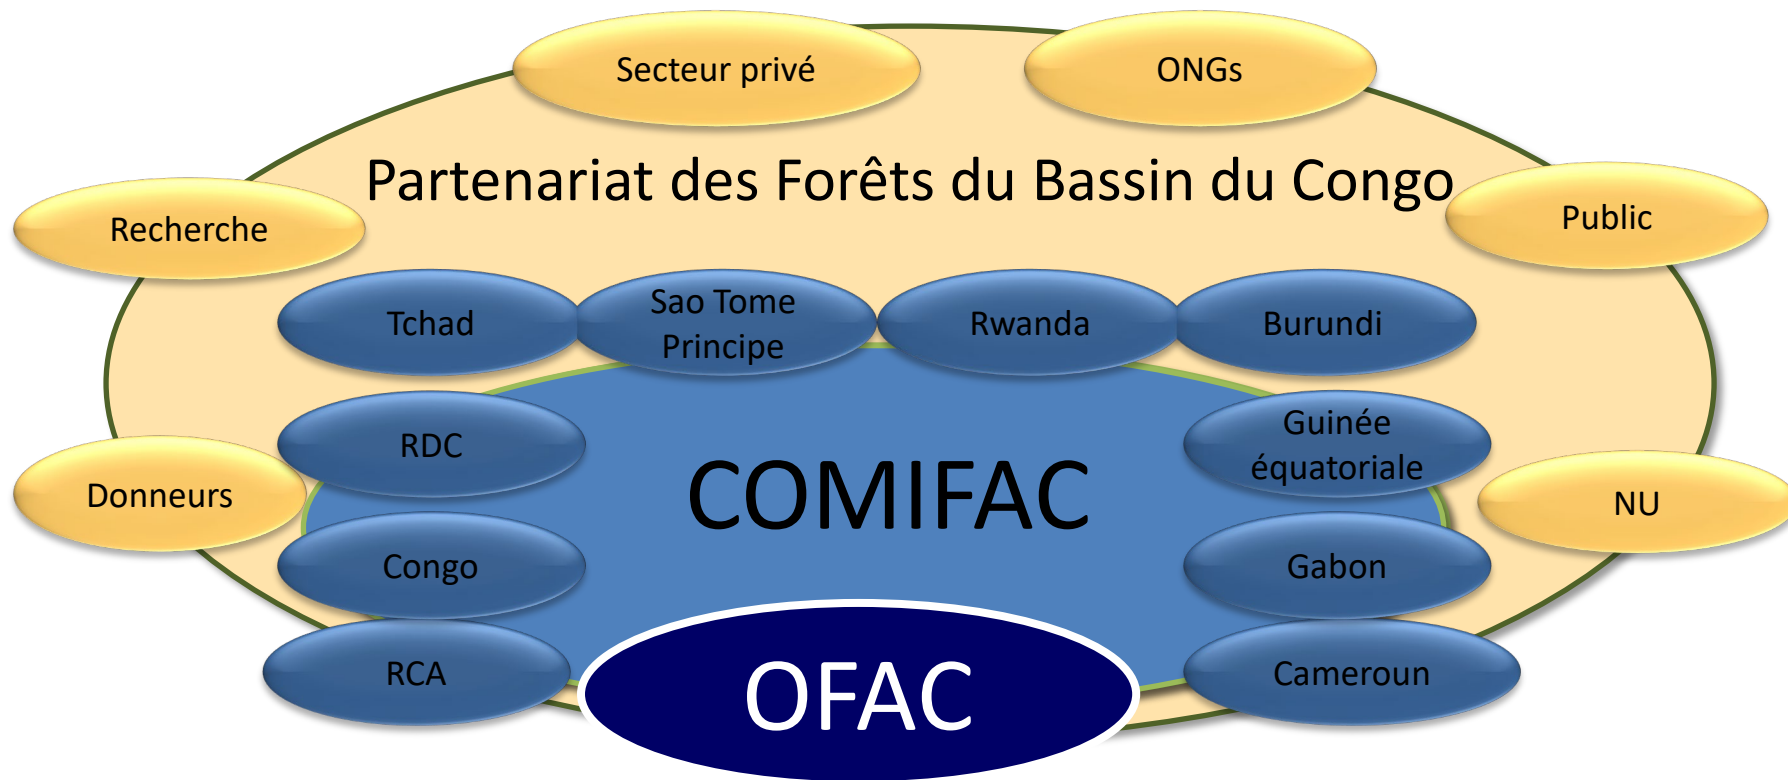 Secteur privé
ONGs
Partenariat des Forêts du Bassin du Congo
Recherche
Public
Tchad
Sao Tome
Principe
Rwanda
Burundi
RDC
Guinée
équatoriale
COMIFAC
Donneurs
NU
Congo
Gabon
RCA
OFAC
Cameroun